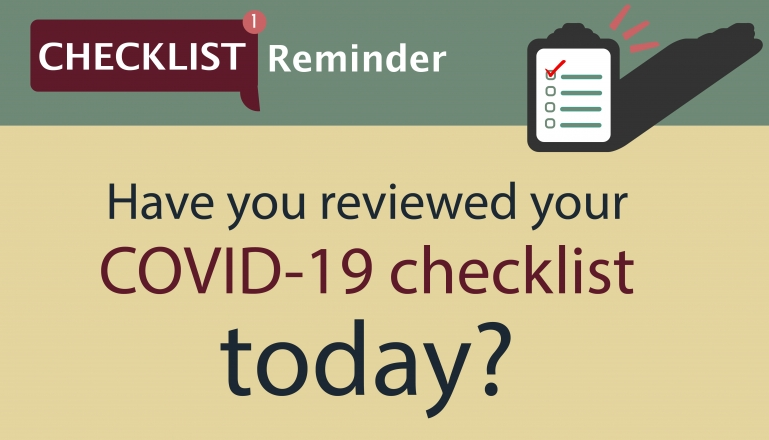 CHECKLIST 1 Reminder
Have you reviewed your
COVID-19 checklist
today?